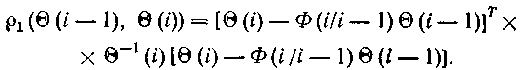 ρ₁(Θ(i − 1), Θ(i)) = [Θ(i) − Φ(i/i − 1) Θ(i − 1)]ᵀ ×
× Θ⁻¹(i) [Θ(i) − Φ(i/i − 1) Θ(i − 1)].